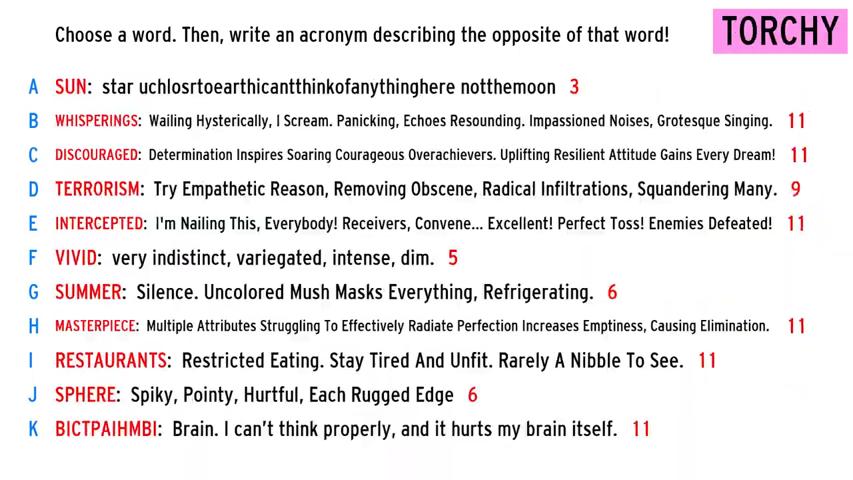 Choose a word. Then, write an acronym describing the opposite of that word!
TORCHY
A SUN: star uchlosrtoearthicantthinkofanythinghere notthemoon 3
B WHISPERINGS: Wailing Hysterically, I Scream. Panicking, Echoes Resounding. Impassioned Noises, Grotesque Singing. 11
C DISCOURAGED: Determination Inspires Soaring Courageous Overachievers. Uplifting Resilient Attitude Gains Every Dream! 11
D TERRORISM: Try Empathetic Reason, Removing Obscene, Radical Infiltrations, Squandering Many. 9
E INTERCEPTED: I'm Nailing This, Everybody! Receivers, Convene... Excellent! Perfect Toss! Enemies Defeated! 11
F VIVID: very indistinct, variegated, intense, dim. 5
G SUMMER: Silence. Uncolored Mush Masks Everything, Refrigerating. 6
H MASTERPIECE: Multiple Attributes Struggling To Effectively Radiate Perfection Increases Emptiness, Causing Elimination. 11
I RESTAURANTS: Restricted Eating. Stay Tired And Unfit. Rarely A Nibble To See. 11
J SPHERE: Spiky, Pointy, Hurtful, Each Rugged Edge 6
K BICTPAIHMBI: Brain. I can't think properly, and it hurts my brain itself. 11